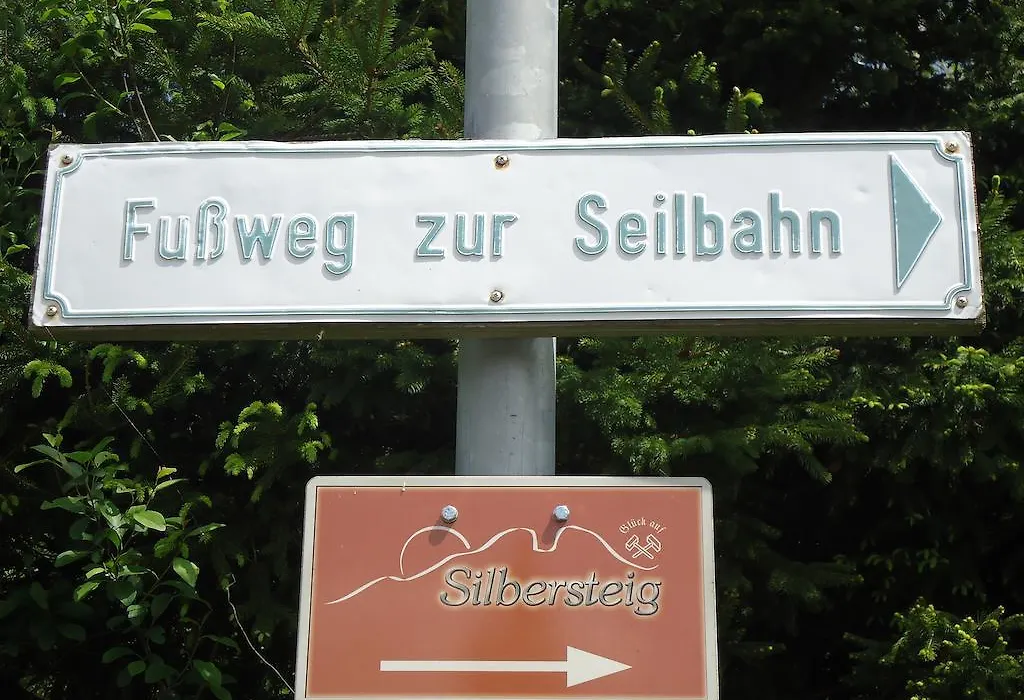 Fußweg zur Seilbahn
Glück auf
Silbersteig